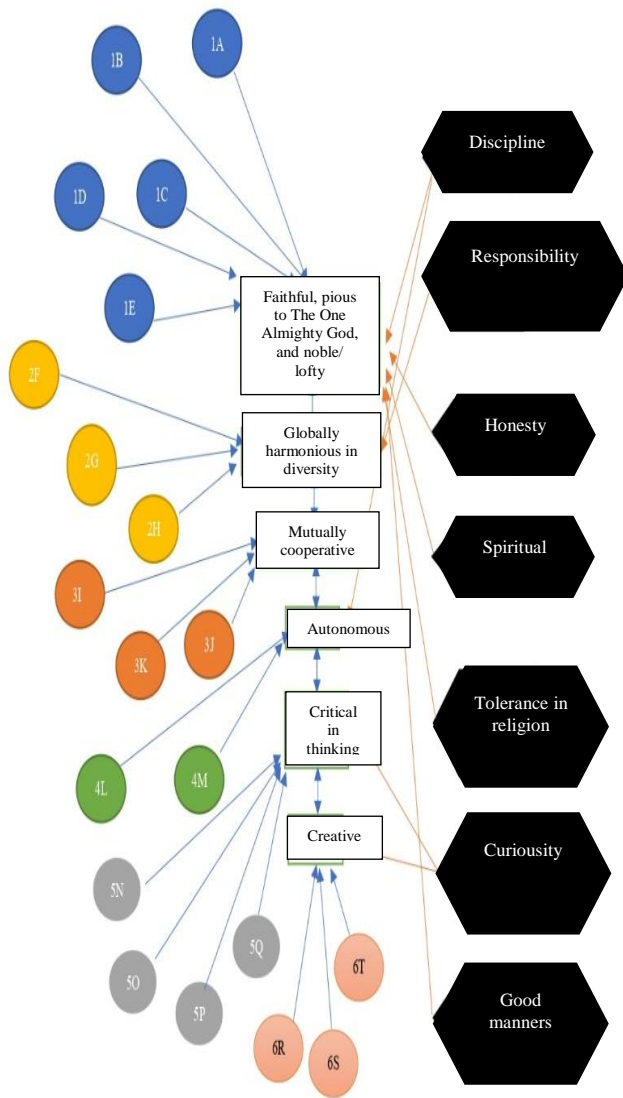 1A
1B
1C
1D
1E
Faithful, pious
to The One
Almighty God,
and noble/
lofty
2F
2G
2H
Globally
harmonious in
diversity
Mutually
cooperative
3I
3J
3K
Autonomous
4L
4M
Critical
in
thinking
Creative
5N
5O
5P
5Q
6T
6R
6S
Discipline
Responsibility
Honesty
Spiritual
Tolerance in
religion
Curiousity
Good
manners